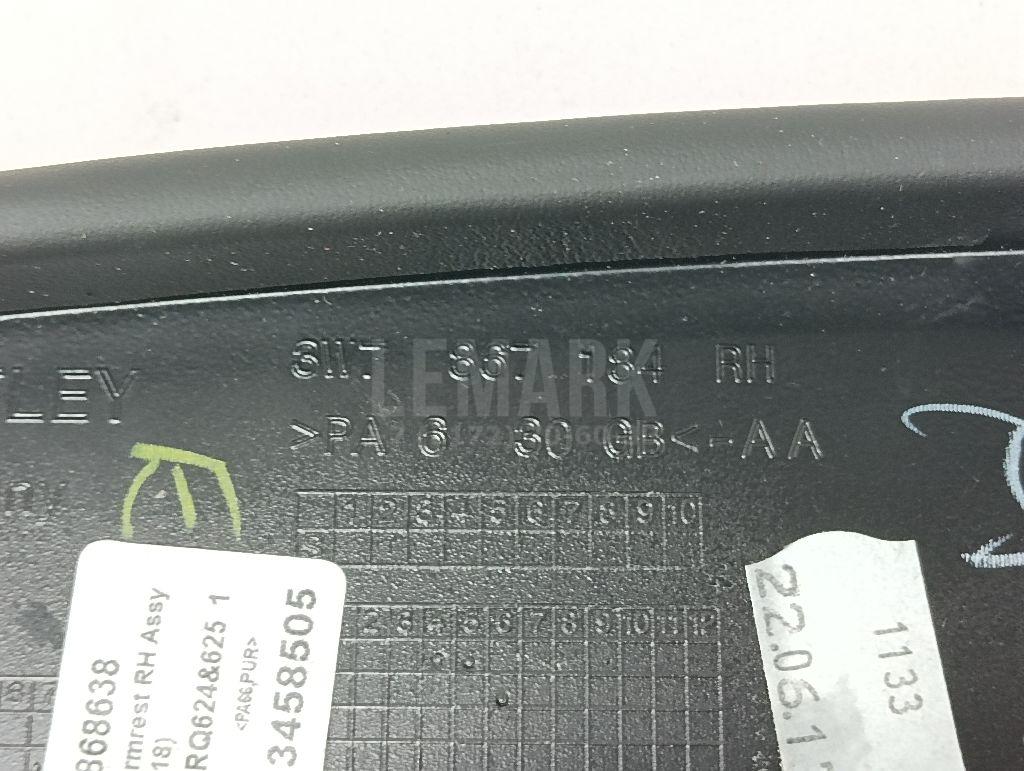 3W7 867 184 RH
LEMARK
>PA 6 30 GB<-AA
1 2 3 4 5 6 7 8 9 10
2 3 4 5 6 7 8 9 10 11 12
868638
rmrest RH Assy
18)
RQ624&625 1
<PA66,PUR>
3458505
22.06.1
1133